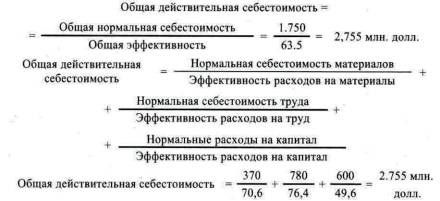 Общая действительная себестоимость =
= Общая нормальная себестоимость / Общая эффективность = 1.750 / 63.5 = 2,755 млн. долл.
Общая действительная себестоимость = Нормальная себестоимость материалов / Эффективность расходов на материалы +
+ Нормальная себестоимость труда / Эффективность расходов на труд +
+ Нормальные расходы на капитал / Эффективность расходов на капитал
Общая действительная себестоимость = 370 / 70,6 + 780 / 76,4 + 600 / 49,6 = 2.755 млн. долл.